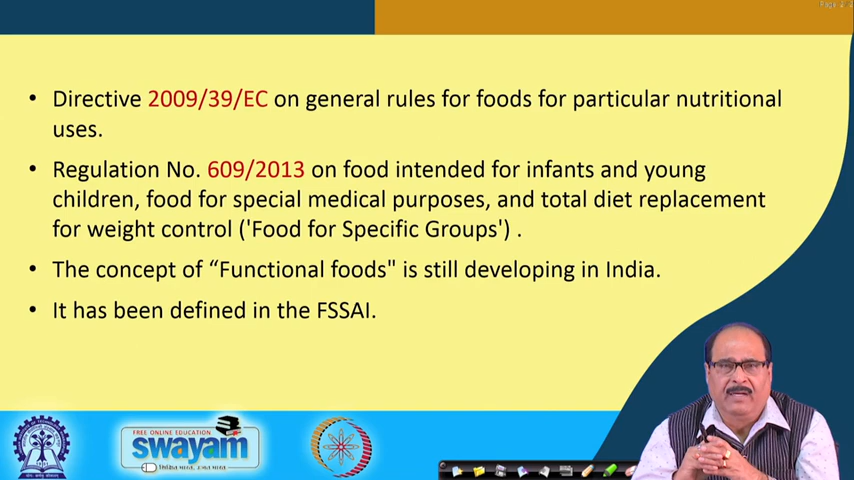 • Directive 2009/39/EC on general rules for foods for particular nutritional
uses.
• Regulation No. 609/2013 on food intended for infants and young
children, food for special medical purposes, and total diet replacement
for weight control ('Food for Specific Groups') .
• The concept of “Functional foods" is still developing in India.
• It has been defined in the FSSAI.
FREE ONLINE EDUCATION
swayam